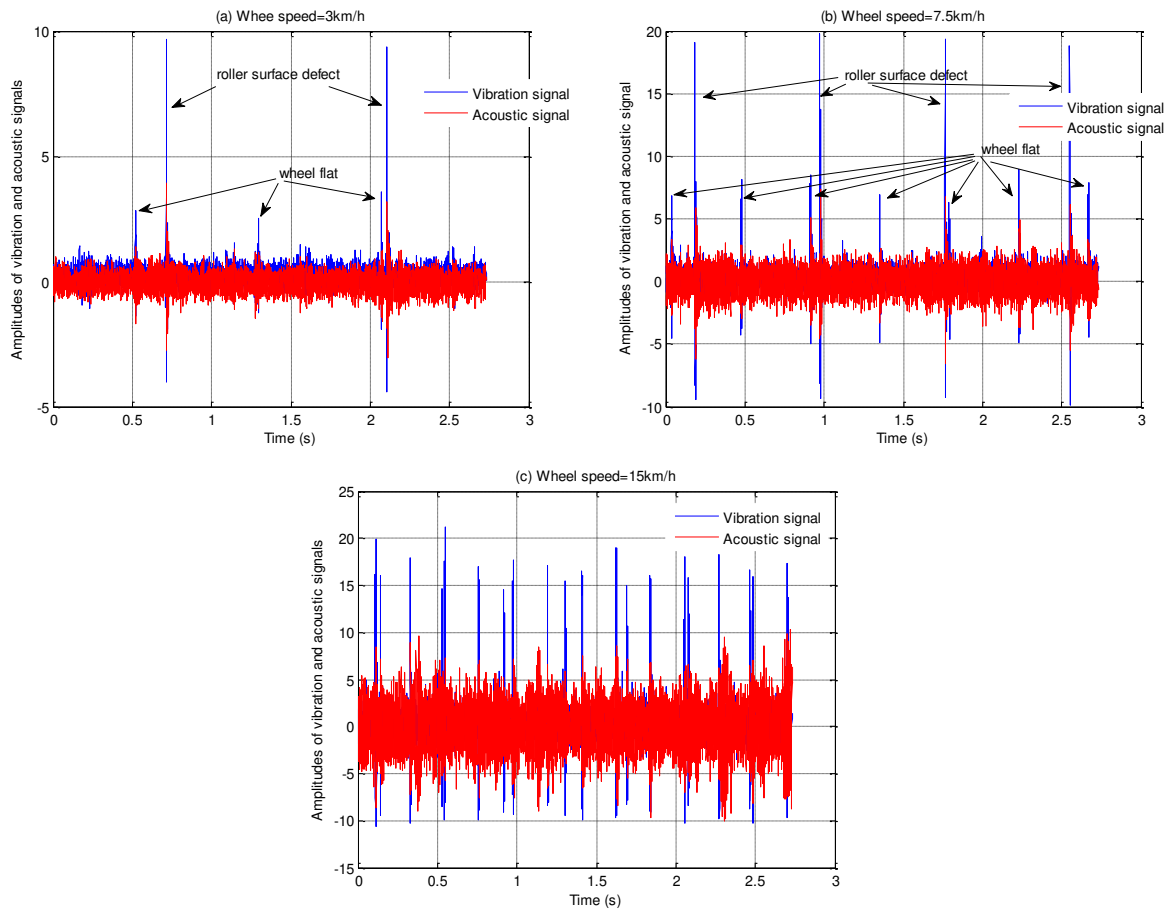 (a) Whee speed=3km/h
Amplitudes of vibration and acoustic signals
10
5
0
-5
roller surface defect
Vibration signal
Acoustic signal
wheel flat
0 0.5 1 1.5 2 2.5 3
Time (s)
(b) Wheel speed=7.5km/h
Amplitudes of vibration and acoustic signal
20
15
10
5
0
-5
-10
roller surface defect
Vibration signal
Acoustic signal
wheel flat
0 0.5 1 1.5 2 2.5 3
Time (s)
(c) Wheel speed=15km/h
Amplitudes of vibration and acoustic signals
25
20
15
10
5
0
-5
-10
-15
Vibration signal
Acoustic signal
0 0.5 1 1.5 2 2.5 3
Time (s)